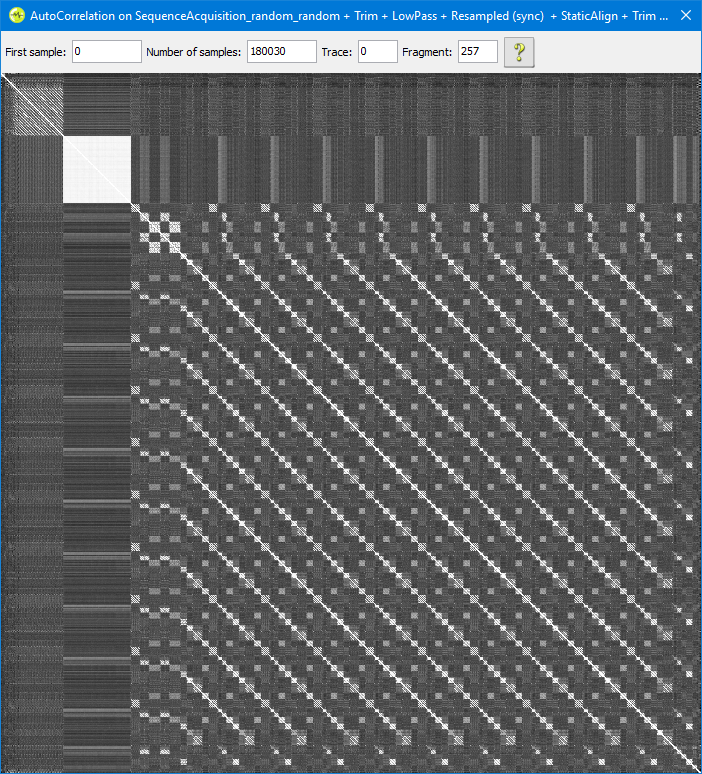 AutoCorrelation on SequenceAcquisition_random_random + Trim + LowPass + Resampled (sync)  + StaticAlign + Trim ...
First sample: 0 Number of samples: 180030 Trace: 0 Fragment: 257 ?